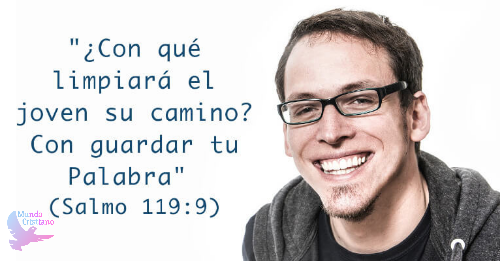 "¿Con qué
limpiará el
joven su camino?
Con guardar tu
Palabra"
(Salmo 119:9)
Mundo
Cristiano